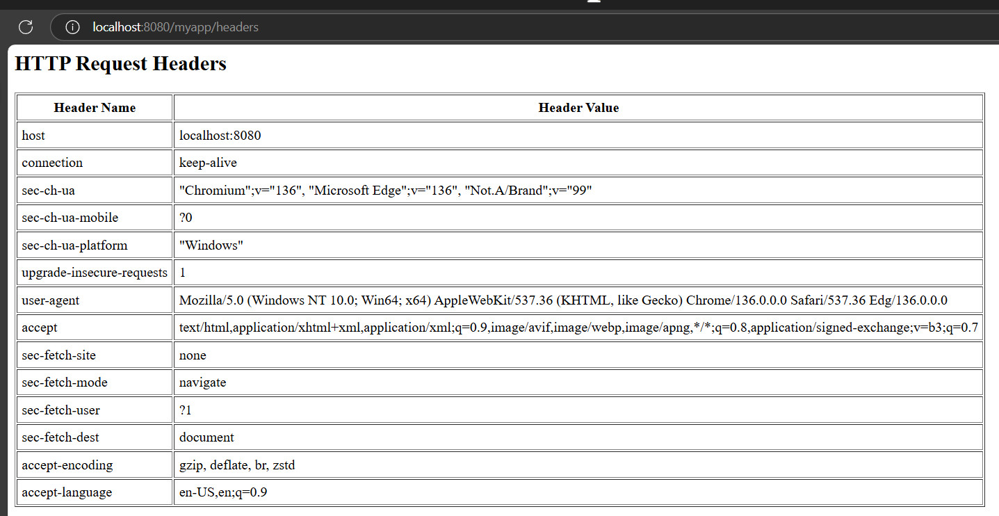 localhost:8080/myapp/headers
HTTP Request Headers
Header Name Header Value
host localhost:8080
connection keep-alive
sec-ch-ua "Chromium";v="136", "Microsoft Edge";v="136", "Not.A/Brand";v="99"
sec-ch-ua-mobile ?0
sec-ch-ua-platform "Windows"
upgrade-insecure-requests 1
user-agent Mozilla/5.0 (Windows NT 10.0; Win64; x64) AppleWebKit/537.36 (KHTML, like Gecko) Chrome/136.0.0.0 Safari/537.36 Edg/136.0.0.0
accept text/html,application/xhtml+xml,application/xml;q=0.9,image/avif,image/webp,image/apng,*/*;q=0.8,application/signed-exchange;v=b3;q=0.7
sec-fetch-site none
sec-fetch-mode navigate
sec-fetch-user ?1
sec-fetch-dest document
accept-encoding gzip, deflate, br, zstd
accept-language en-US,en;q=0.9